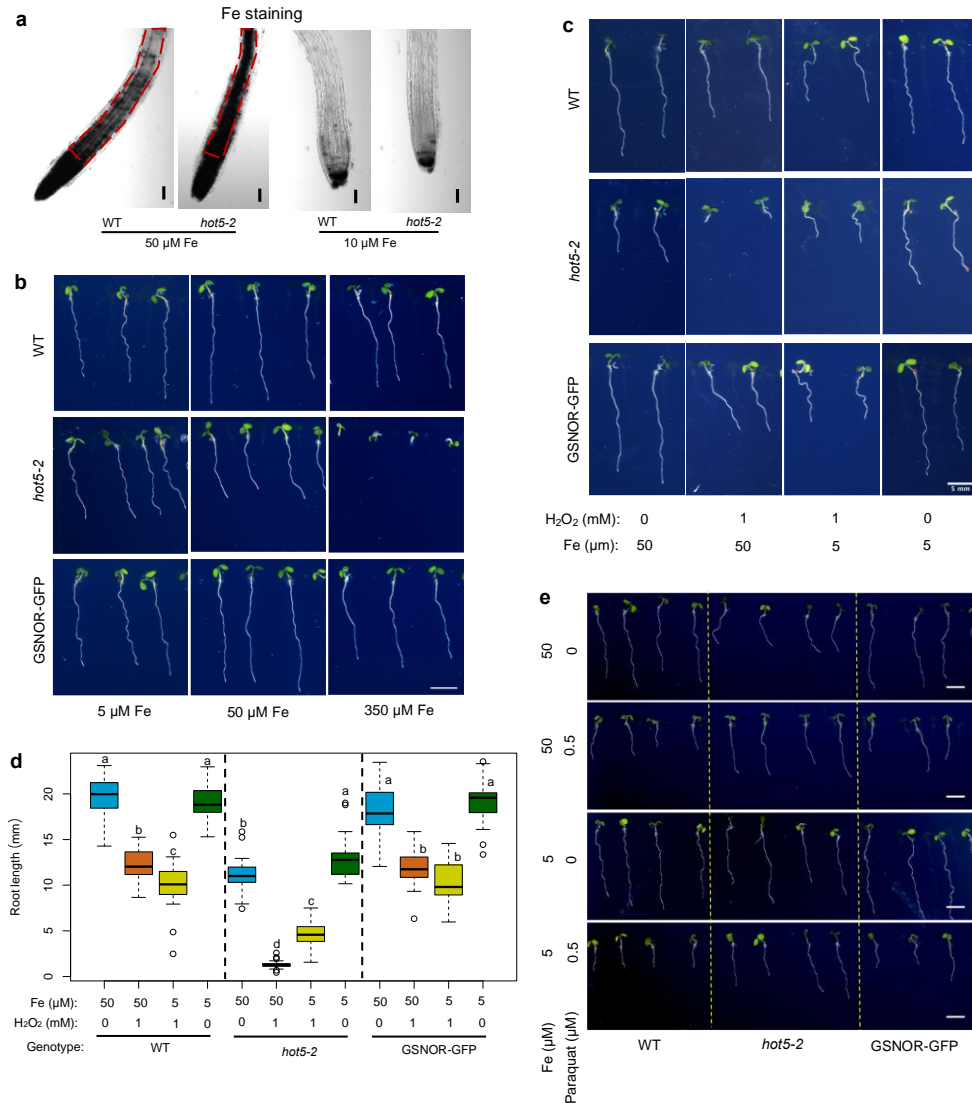 a
Fe staining
WT
hot5-2
WT
hot5-2
50 µM Fe
10 µM Fe
b
WT
hot5-2
GSNOR-GFP
5 µM Fe
50 µM Fe
350 µM Fe
c
WT
hot5-2
GSNOR-GFP
5 mm
H₂O₂ (mM): 0 1 1 0
Fe (µm): 50 50 5 5
d
Root length (mm)
20
15
10
5
0
a b c a
b d c a
a b b a
Fe (µM): 50 50 5 5 50 50 5 5 50 50 5 5
H₂O₂ (mM): 0 1 1 0 0 1 1 0 0 1 1 0
Genotype: WT hot5-2 GSNOR-GFP
e
50 0
50 0.5
5 0
5 0.5
Fe (µM)
Paraquat (µM)
WT
hot5-2
GSNOR-GFP